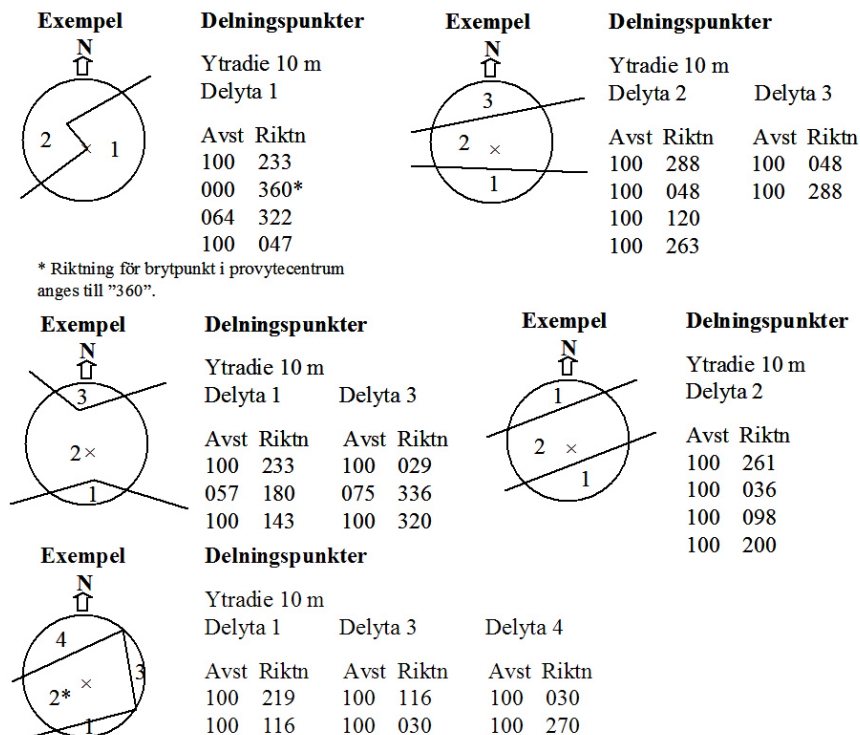 Exempel
N
2
1
Delningspunkter
Ytradie 10 m
Delyta 1
Avst Riktn
100 233
000 360*
064 322
100 047
* Riktning för brytpunkt i provytecentrum
anges till ”360”.
Exempel
N
3
2
1
Delningspunkter
Ytradie 10 m
Delyta 2 Delyta 3
Avst Riktn Avst Riktn
100 288 100 048
100 048 100 288
100 120
100 263
Exempel
N
3
2
1
Delningspunkter
Ytradie 10 m
Delyta 1 Delyta 3
Avst Riktn Avst Riktn
100 233 100 029
057 180 075 336
100 143 100 320
Exempel
N
1
2
1
Delningspunkter
Ytradie 10 m
Delyta 2
Avst Riktn
100 261
100 036
100 098
100 200
Exempel
N
4
3
2*
1
Delningspunkter
Ytradie 10 m
Delyta 1 Delyta 3 Delyta 4
Avst Riktn Avst Riktn Avst Riktn
100 219 100 116 100 030
100 116 100 030 100 270